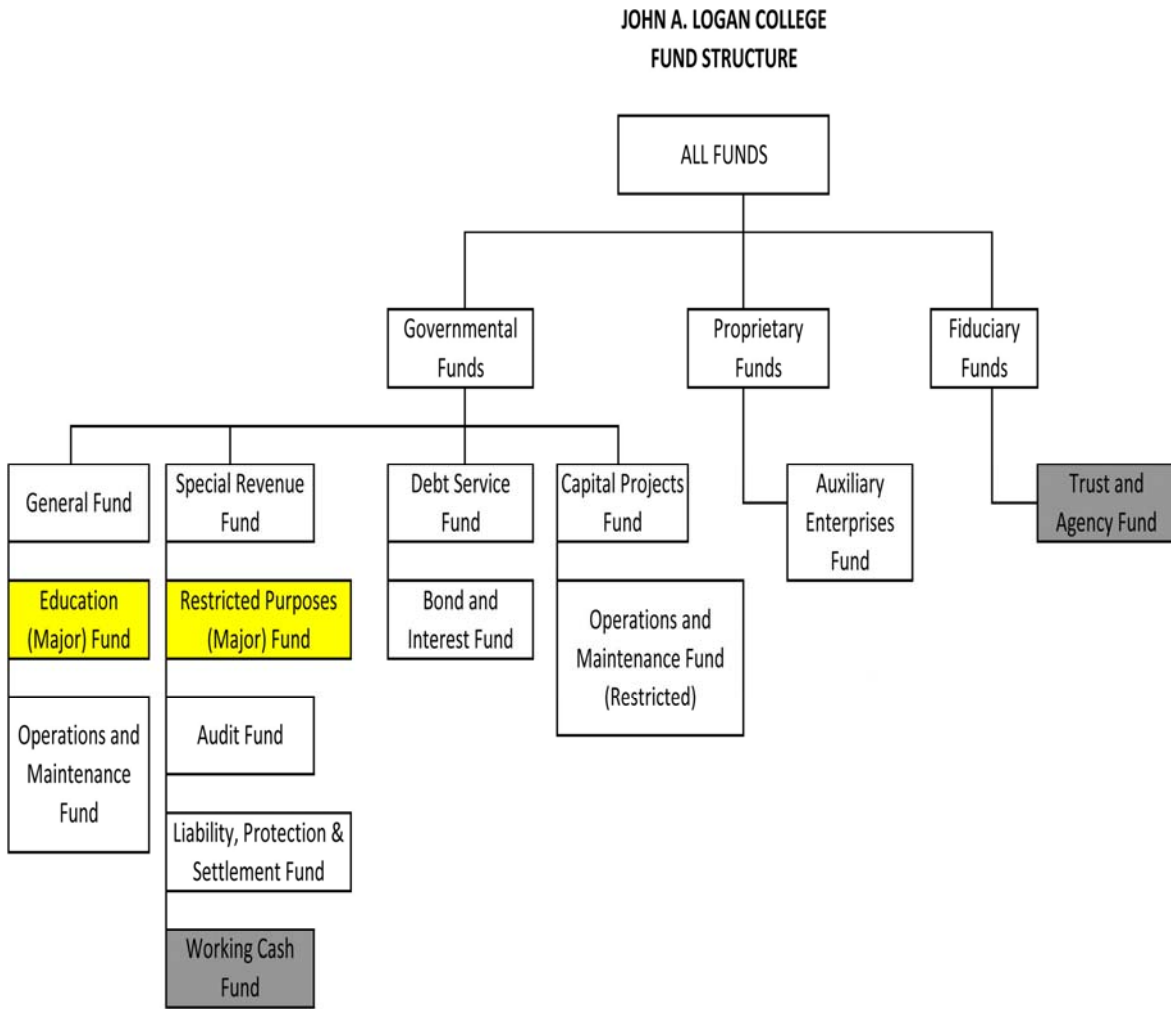 JOHN A. LOGAN COLLEGE
FUND STRUCTURE
ALL FUNDS
Governmental
Funds
Proprietary
Funds
Fiduciary
Funds
General Fund
Special Revenue
Fund
Debt Service
Fund
Capital Projects
Fund
Auxiliary
Enterprises
Fund
Trust and
Agency Fund
Education
(Major) Fund
Restricted Purposes
(Major) Fund
Bond and
Interest Fund
Operations and
Maintenance Fund
(Restricted)
Operations and
Maintenance
Fund
Audit Fund
Liability, Protection &
Settlement Fund
Working Cash
Fund